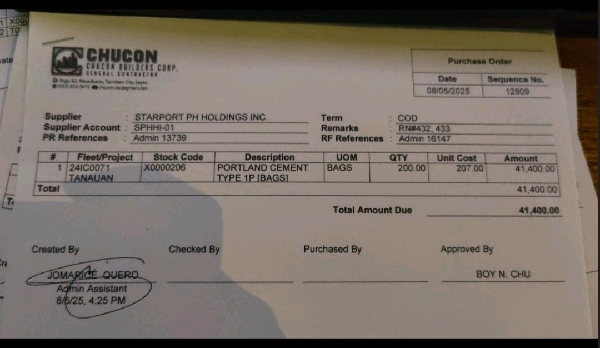 CHUCON
CHUCON BUILDERS CORP.
GENERAL CONTRACTOR
Purchase Order
Date Sequence No.
08/05/2025 12809
Supplier : STARPORT PH HOLDINGS INC.
Supplier Account : SPHHI-01
PR References : Admin 13739
Term : COD
Remarks : RN#432, 433
RF References : Admin 16147
# Fleet/Project Stock Code Description UOM QTY Unit Cost Amount
1 24IC0071 X0000206 PORTLAND CEMENT BAGS 200.00 207.00 41,400.00
TANAUAN TYPE 1P [BAGS]
Total 41,400.00
Total Amount Due 41,400.00
Created By Checked By Purchased By Approved By
JOMARICE QUERO BOY N. CHU
Admin Assistant
8/5/25, 4:25 PM